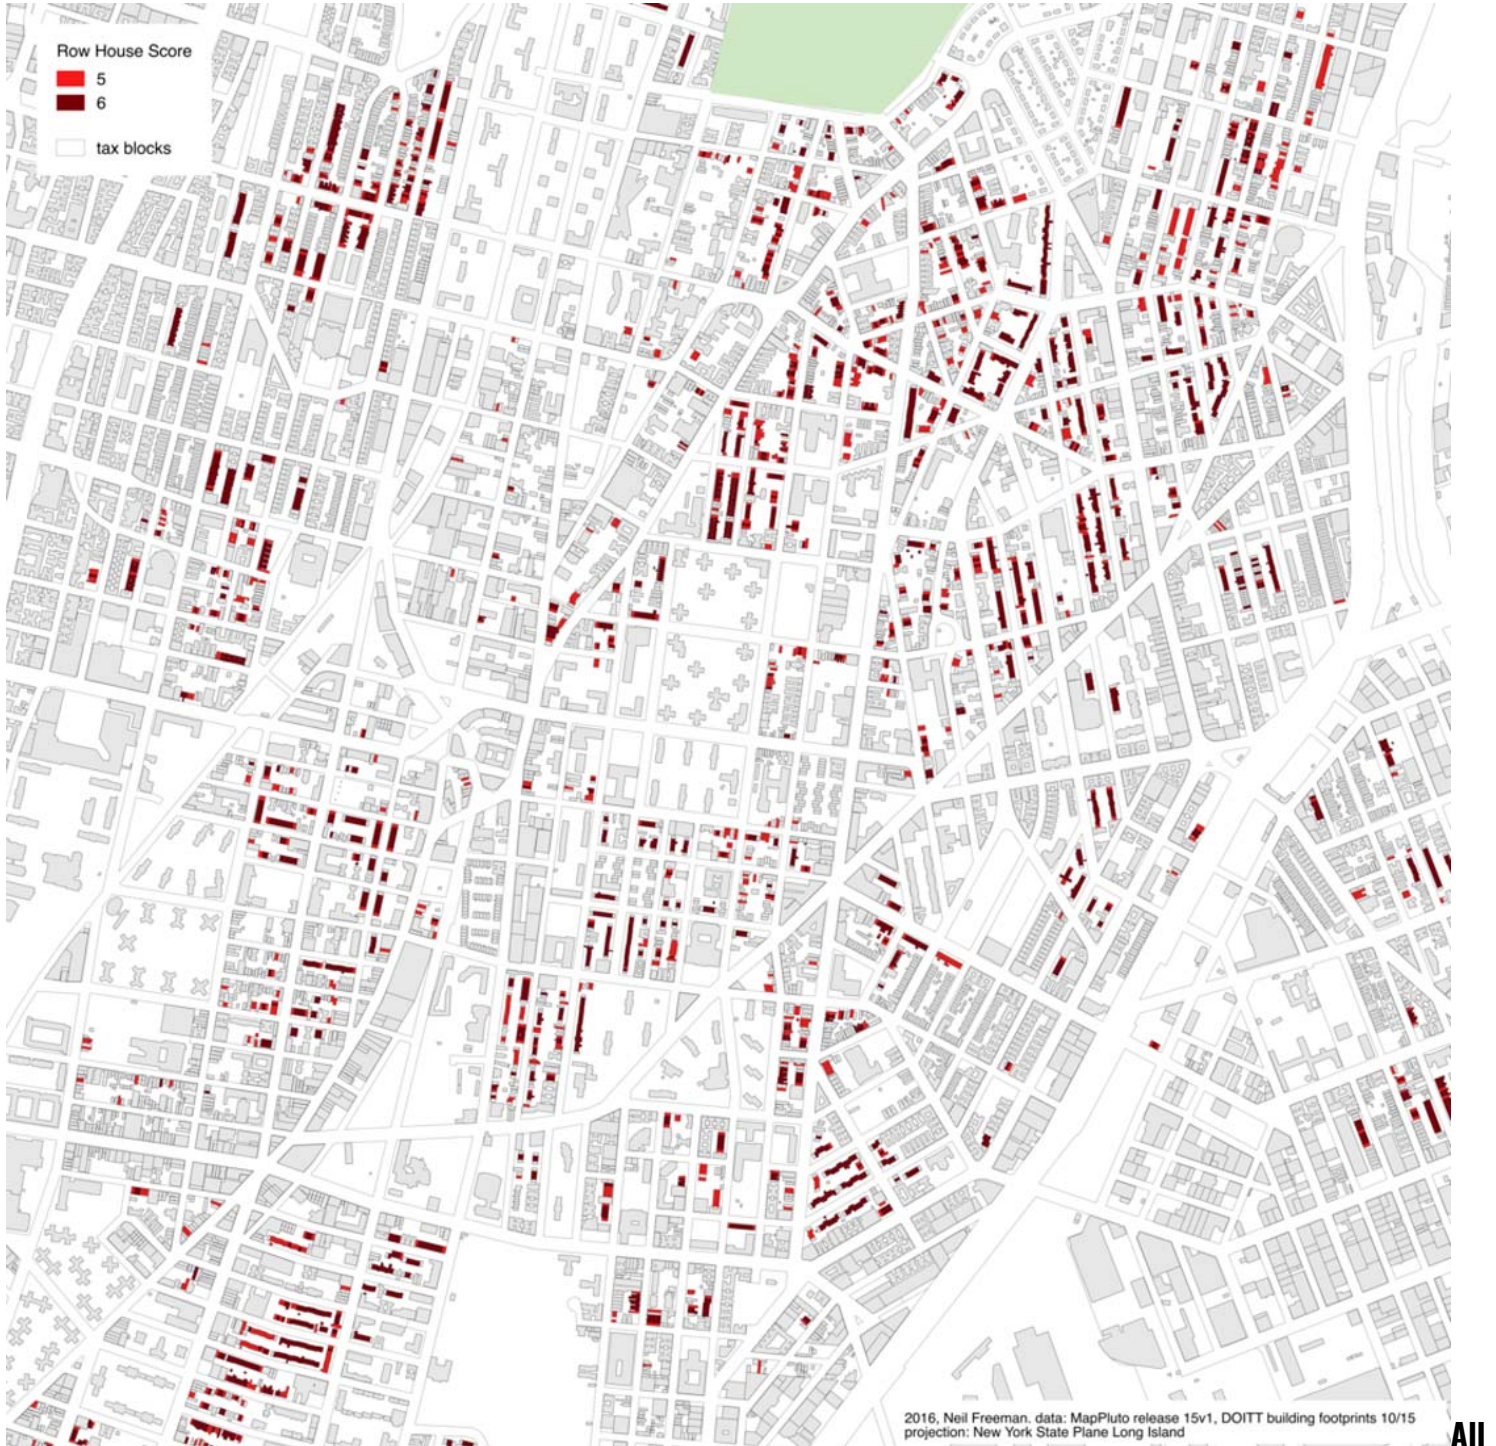 Row House Score
5
6
tax blocks
2016, Neil Freeman. data: MapPluto release 15v1, DOITT building footprints 10/15
projection: New York State Plane Long Island
All